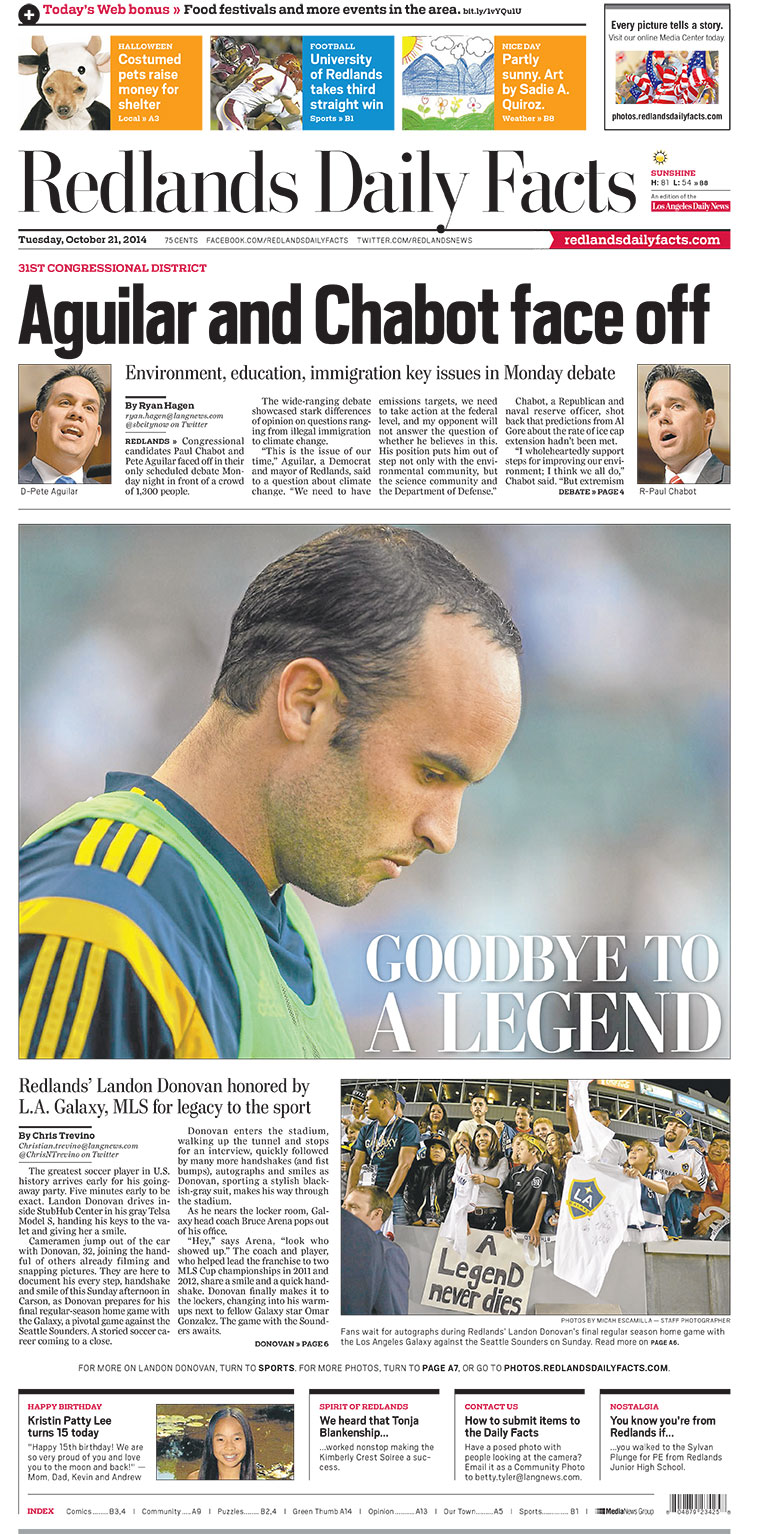 Today's Web bonus » Food festivals and more events in the area. bit.ly/1vYQu1U
HALLOWEEN
Costumed
pets raise
money for
shelter
Local » A3
FOOTBALL
University
of Redlands
takes third
straight win
Sports » B1
NICE DAY
Partly
sunny. Art
by Sadie A.
Quiroz.
Weather » B8
Every picture tells a story.
Visit our online Media Center today.
photos.redlandsdailyfacts.com
Redlands Daily Facts
SUNSHINE
H: 81 L: 54 » B8
An edition of the
Los Angeles Daily News
Tuesday, October 21, 2014 75 CENTS FACEBOOK.COM/REDLANDSDAILYFACTS TWITTER.COM/REDLANDSNEWS
redlandsdailyfacts.com
31ST CONGRESSIONAL DISTRICT
Aguilar and Chabot face off
Environment, education, immigration key issues in Monday debate
D-Pete Aguilar
By Ryan Hagen
ryan.hagen@langnews.com
@sbcitynow on Twitter
REDLANDS » Congressional
candidates Paul Chabot and
Pete Aguilar faced off in their
only scheduled debate Mon-
day night in front of a crowd
of 1,300 people.
The wide-ranging debate
showcased stark differences
of opinion on questions rang-
ing from illegal immigration
to climate change.
"This is the issue of our
time," Aguilar, a Democrat
and mayor of Redlands, said
to a question about climate
change. "We need to have
emissions targets, we need
to take action at the federal
level, and my opponent will
not answer the question of
whether he believes in this.
His position puts him out of
step not only with the envi-
ronmental community, but
the science community and
the Department of Defense."
Chabot, a Republican and
naval reserve officer, shot
back that predictions from Al
Gore about the rate of ice cap
extension hadn't been met.
"I wholeheartedly support
steps for improving our envi-
ronment; I think we all do,"
Chabot said. "But extremism
DEBATE » PAGE 4
R-Paul Chabot
GOODBYE TO
A LEGEND
Redlands' Landon Donovan honored by
L.A. Galaxy, MLS for legacy to the sport
By Chris Trevino
Christian.trevino@langnews.com
@ChrisNTrevino on Twitter
The greatest soccer player in U.S.
history arrives early for his going-
away party. Five minutes early to be
exact. Landon Donovan drives in-
side StubHub Center in his gray Telsa
Model S, handing his keys to the va-
let and giving her a smile.
Cameramen jump out of the
car with Donovan, 32, joining the hand-
ful of others already filming and
snapping pictures. They are here to
document his every step, handshake
and smile of this Sunday afternoon in
Carson, as Donovan prepares for his
final regular-season home game with
the Galaxy, a pivotal game against the
Seattle Sounders. A storied soccer ca-
reer coming to a close.
Donovan enters the stadium,
walking up the tunnel and stops
for an interview, quickly followed
by many more handshakes (and fist
bumps), autographs and smiles as
Donovan, sporting a stylish black-
ish-gray suit, makes his way through
the stadium.
As he nears the locker room, Gal-
axy head coach Bruce Arena pops out
of his office.
"Hey," says Arena, "look who
showed up." The coach and player,
who helped lead the franchise to two
MLS Cup championships in 2011 and
2012, share a smile and a quick hand-
shake. Donovan finally makes it to
the lockers, changing into his warm-
ups next to fellow Galaxy star Omar
Gonzalez. The game with the Sound-
ers awaits.
DONOVAN » PAGE 6
GALAXY
LA
A
LegenD
never dies
PHOTOS BY MICAH ESCAMILLA — STAFF PHOTOGRAPHER
Fans wait for autographs during Redlands' Landon Donovan's final regular season home game with
the Los Angeles Galaxy against the Seattle Sounders on Sunday. Read more on PAGE A6.
FOR MORE ON LANDON DONOVAN, TURN TO SPORTS. FOR MORE PHOTOS, TURN TO PAGE A7, OR GO TO PHOTOS.REDLANDSDAILYFACTS.COM.
HAPPY BIRTHDAY
Kristin Patty Lee
turns 15 today
"Happy 15th birthday! We are
so very proud of you and love
you to the moon and back!" —
Mom, Dad, Kevin and Andrew
SPIRIT OF REDLANDS
We heard that Tonja
Blankenship...
...worked nonstop making the
Kimberly Crest Soiree a suc-
cess.
CONTACT US
How to submit items to
the Daily Facts
Have a posed photo with
people looking at the camera?
Email it as a Community Photo
to betty.tyler@langnews.com.
NOSTALGIA
You know you're from
Redlands if...
...you walked to the Sylvan
Plunge for PE from Redlands
Junior High School.
INDEX Comics.........B3,4 | Community.....A9 | Puzzles.......B2,4 | Green Thumb A14 | Opinion..........A13 | Our Town.........A5 | Sports............. B1 | MediaNews Group